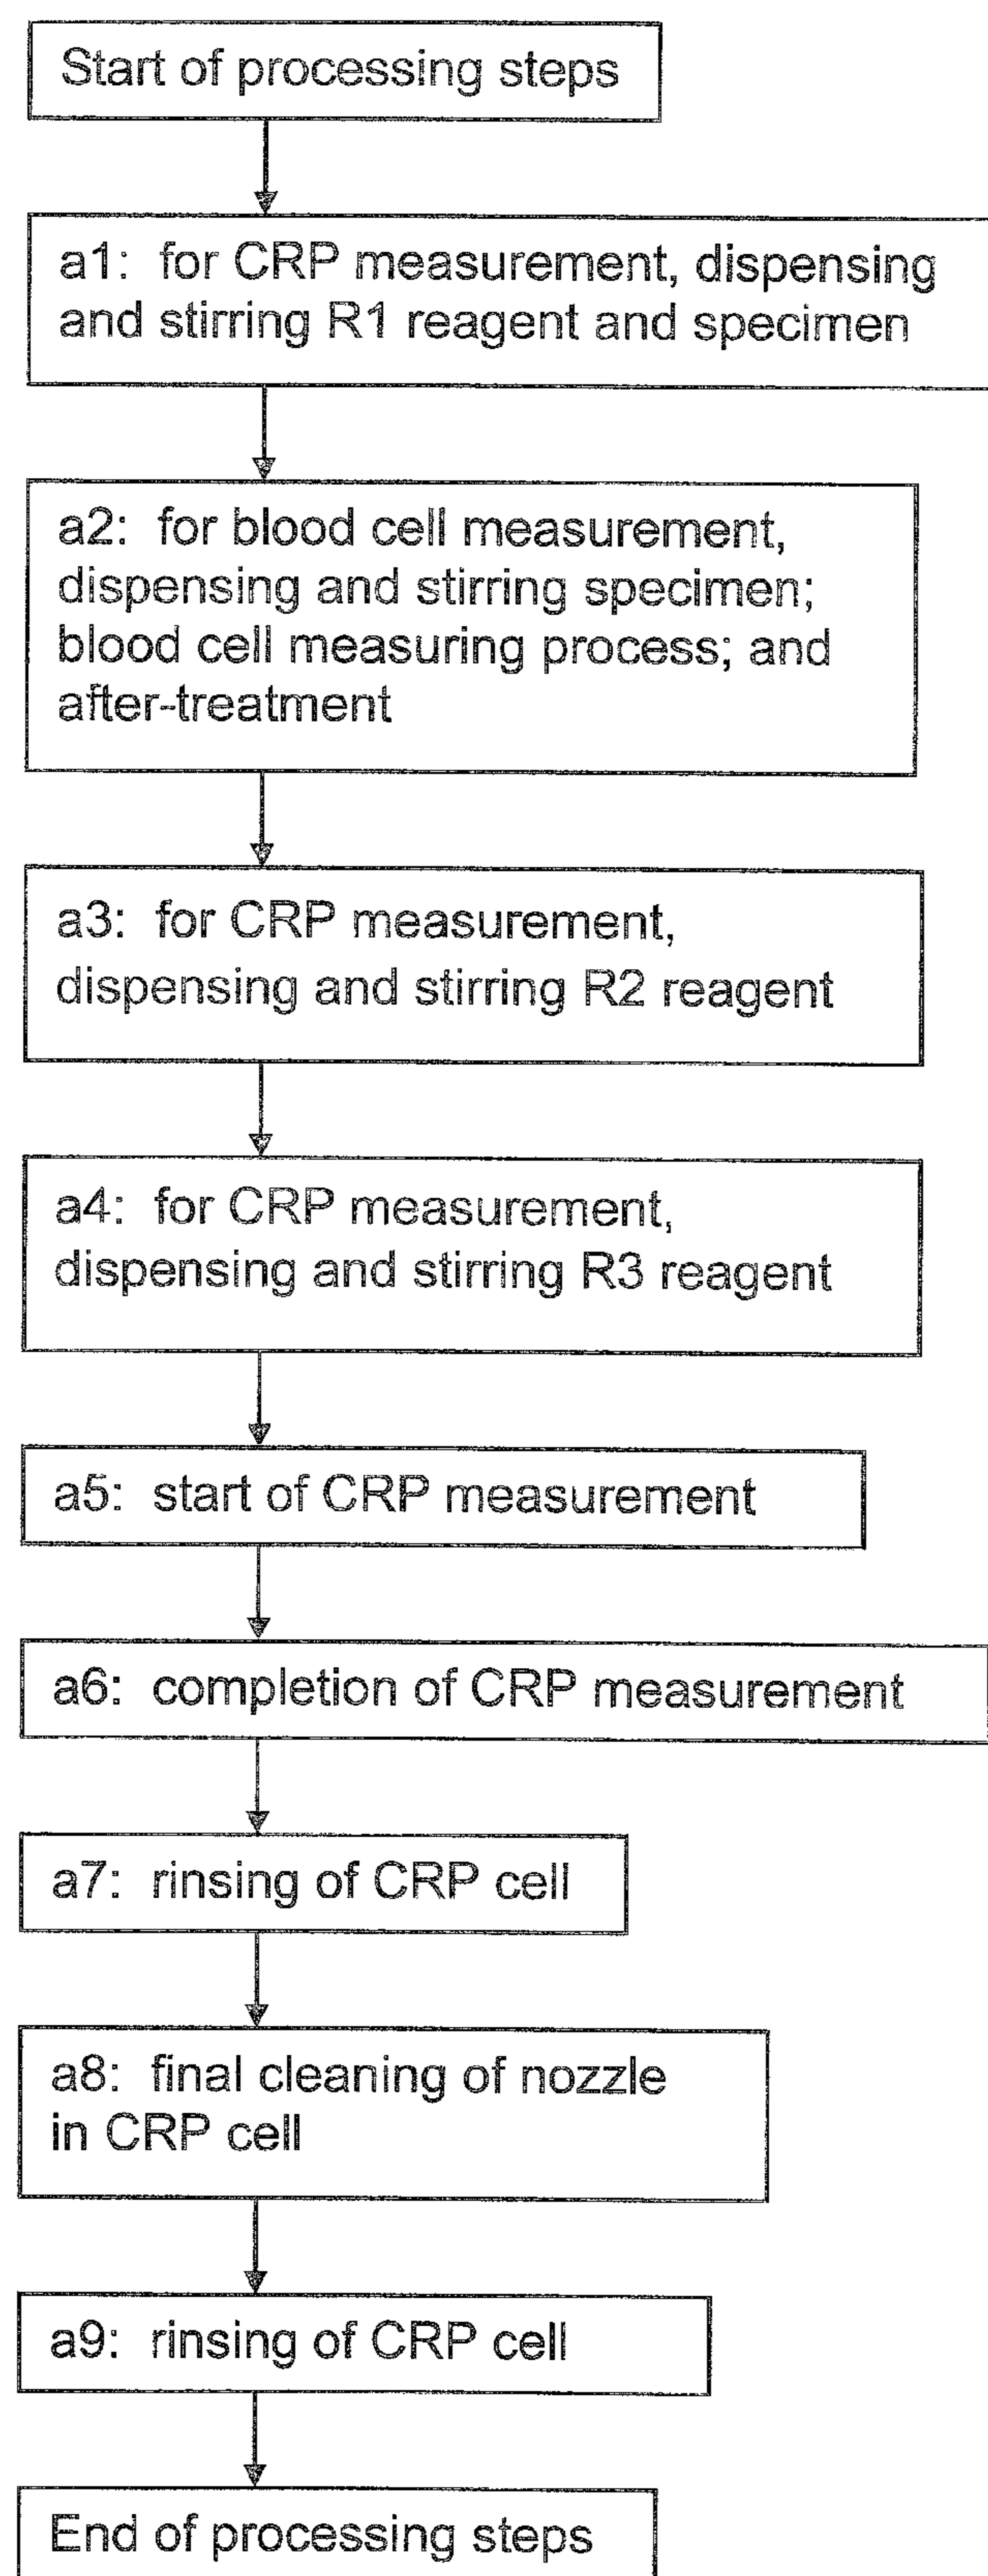 Start of processing steps
a1: for CRP measurement, dispensing
and stirring R1 reagent and specimen
a2: for blood cell measurement,
dispensing and stirring specimen;
blood cell measuring process; and
after-treatment
a3: for CRP measurement,
dispensing and stirring R2 reagent
a4: for CRP measurement,
dispensing and stirring R3 reagent
a5: start of CRP measurement
a6: completion of CRP measurement
a7: rinsing of CRP cell
a8: final cleaning of nozzle
in CRP cell
a9: rinsing of CRP cell
End of processing steps